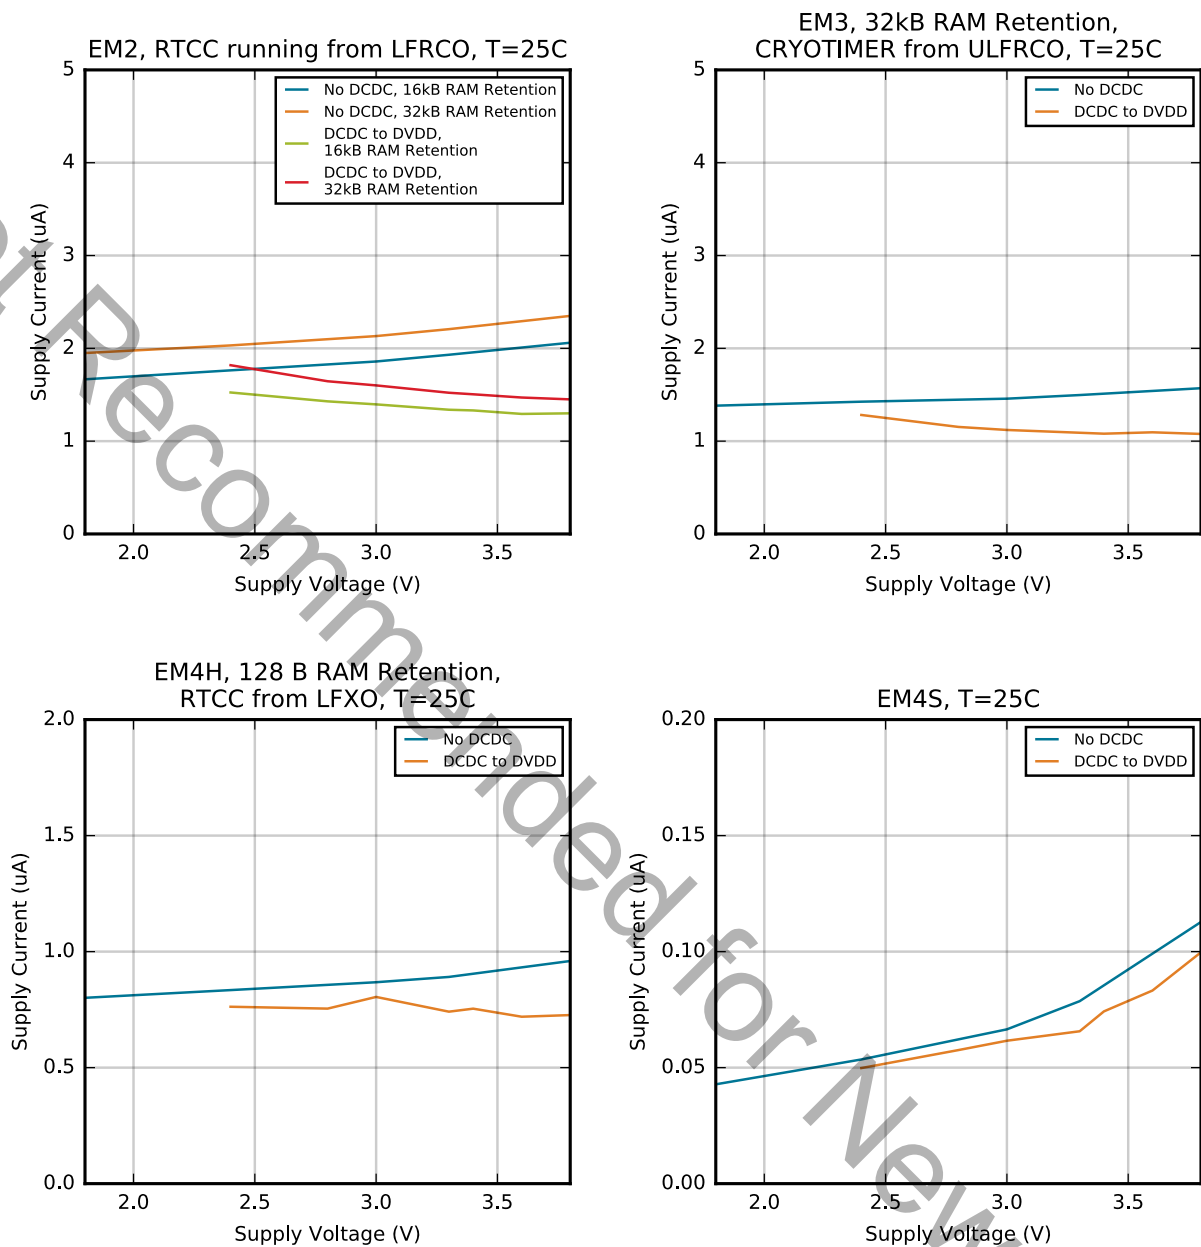 EM2, RTCC running from LFRCO, T=25C
5
4
3
2
1
0
Supply Current (uA)
No DCDC, 16kB RAM Retention
No DCDC, 32kB RAM Retention
DCDC to DVDD,
16kB RAM Retention
DCDC to DVDD,
32kB RAM Retention
2.0 2.5 3.0 3.5
Supply Voltage (V)
EM3, 32kB RAM Retention,
CRYOTIMER from ULFRCO, T=25C
5
4
3
2
1
0
Supply Current (uA)
No DCDC
DCDC to DVDD
2.0 2.5 3.0 3.5
Supply Voltage (V)
EM4H, 128 B RAM Retention,
RTCC from LFXO, T=25C
2.0
1.5
1.0
0.5
0.0
Supply Current (uA)
No DCDC
DCDC to DVDD
2.0 2.5 3.0 3.5
Supply Voltage (V)
EM4S, T=25C
0.20
0.15
0.10
0.05
0.00
Supply Current (uA)
No DCDC
DCDC to DVDD
2.0 2.5 3.0 3.5
Supply Voltage (V)
Recommended for New